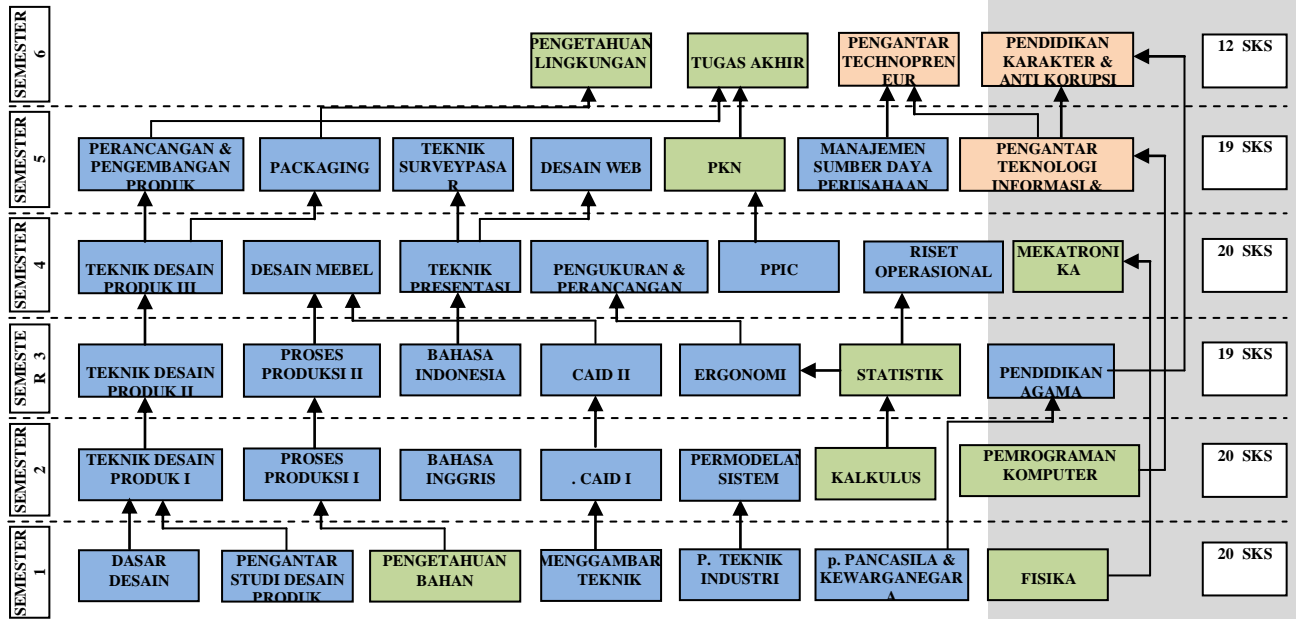 SEMESTER
6
PENGETAHUAN
LINGKUNGAN
TUGAS AKHIR
PENGANTAR
TECHNOPREN
EUR
PENDIDIKAN
KARAKTER &
ANTI KORUPSI
12 SKS
SEMESTER
5
PERANCANGAN &
PENGEMBANGAN
PRODUK
PACKAGING
TEKNIK
SURVEYPASA
R
DESAIN WEB
PKN
MANAJEMEN
SUMBER DAYA
PERUSAHAAN
PENGANTAR
TEKNOLOGI
INFORMASI &
19 SKS
SEMESTER
4
TEKNIK DESAIN
PRODUK III
DESAIN MEBEL
TEKNIK
PRESENTASI
PENGUKURAN &
PERANCANGAN
PPIC
RISET
OPERASIONAL
MEKATRONI
KA
20 SKS
SEMESTE
R 3
TEKNIK DESAIN
PRODUK II
PROSES
PRODUKSI II
BAHASA
INDONESIA
CAID II
ERGONOMI
STATISTIK
PENDIDIKAN
AGAMA
19 SKS
SEMESTER
2
TEKNIK DESAIN
PRODUK I
PROSES
PRODUKSI I
BAHASA
INGGRIS
. CAID I
PERMODELAN
SISTEM
KALKULUS
PEMROGRAMAN
KOMPUTER
20 SKS
SEMESTER
1
DASAR
DESAIN
PENGANTAR
STUDI DESAIN
PRODUK
PENGETAHUAN
BAHAN
MENGGAMBAR
TEKNIK
P. TEKNIK
INDUSTRI
p. PANCASILA &
KEWARGANEGAR
A
FISIKA
20 SKS